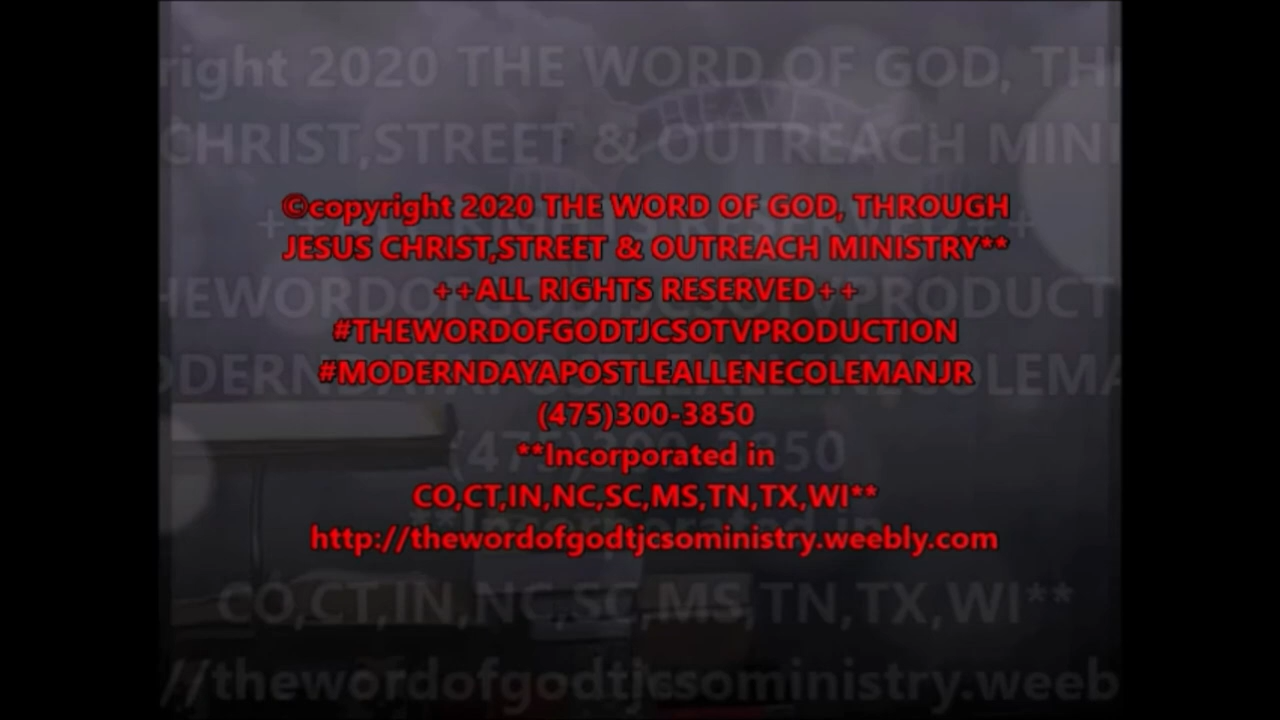 ©copyright 2020 THE WORD OF GOD, THROUGH
JESUS CHRIST,STREET & OUTREACH MINISTRY**
++ALL RIGHTS RESERVED++
#THEWORDOFGODTJCSOTVPRODUCTION
#MODERNDAYAPOSTLEALLENECOLEMANJR
(475)300-3850
**Incorporated in
CO,CT,IN,NC,SC,MS,TN,TX,WI**
http://thewordofgodtjcsoministry.weebly.com